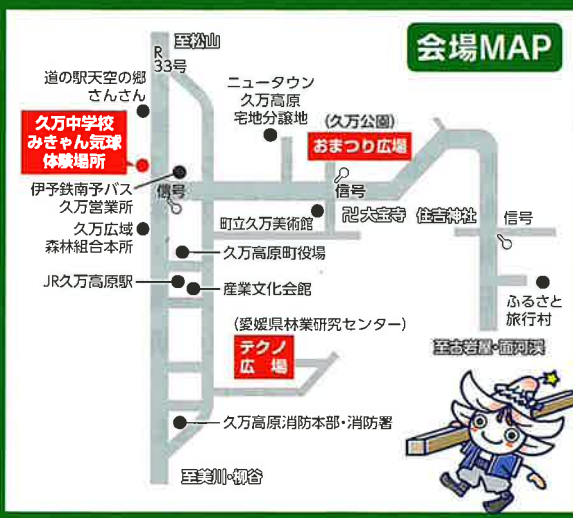 会場MAP
至松山
R
33号
道の駅天空の郷
さんさん
久万中学校
みきゃん気球
体験場所
伊予鉄南予バス
久万営業所
信号
久万広域
森林組合本所
ニュータウン
久万高原
宅地分譲地
(久万公園)
おまつり広場
信号
町立久万美術館
卍大宝寺
住吉神社
信号
久万高原町役場
JR久万高原駅
産業文化会館
ふるさと
旅行村
至古岩屋・面河渓
(愛媛県林業研究センター)
テクノ
広場
久万高原消防本部・消防署
至美川・柳谷